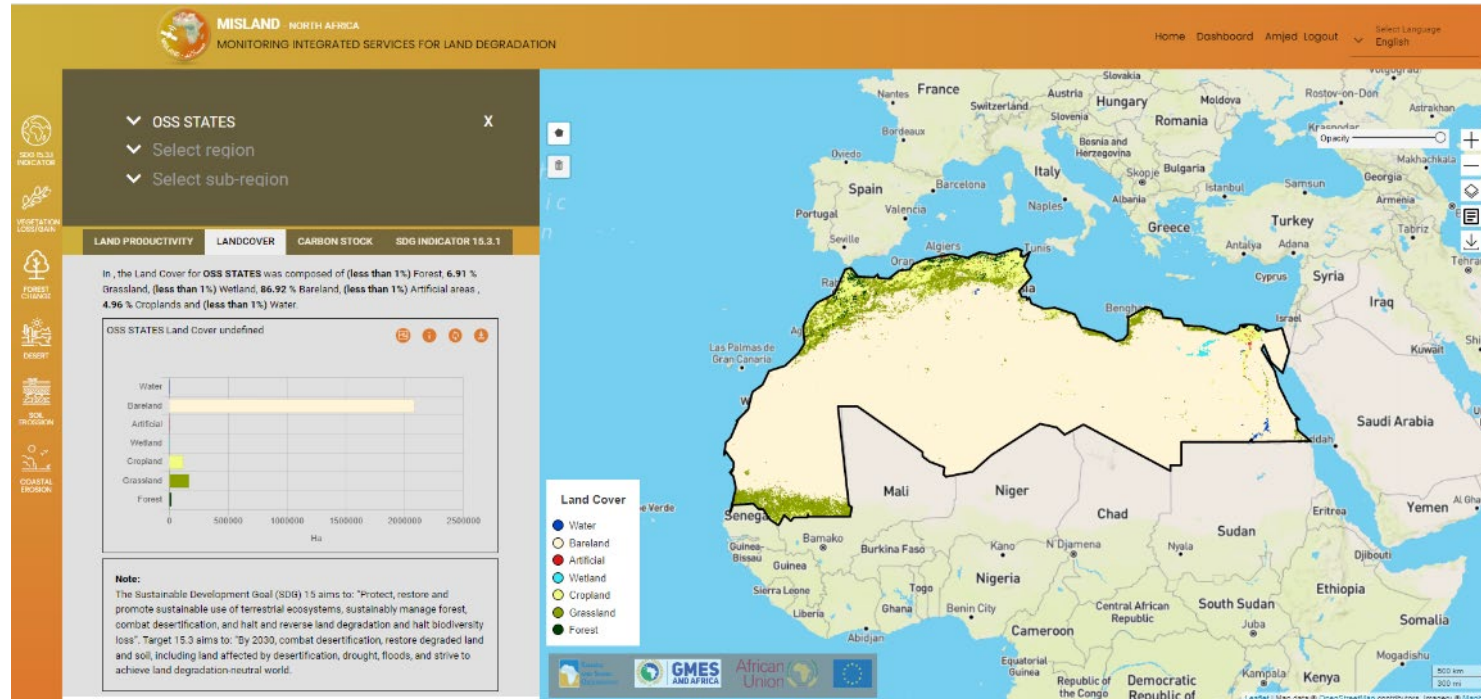 MISLAND - NORTH AFRICA
MONITORING INTEGRATED SERVICES FOR LAND DEGRADATION
Home Dashboard Amjed Logout
Select Language
English
SDG 15.3.1
INDICATOR
VEGETATION
LOSS/GAIN
FOREST
CHANGE
DESERT
SOIL
EROSSION
COASTAL
EROSION
OSS STATES
X
Select region
Select sub-region
LAND PRODUCTIVITY LANDCOVER CARBON STOCK SDG INDICATOR 15.3.1
In , the Land Cover for OSS STATES was composed of (less than 1%) Forest, 6.91 %
Grassland, (less than 1%) Wetland, 86.92 % Bareland, (less than 1%) Artificial areas ,
4.96 % Croplands and (less than 1%) Water.
OSS STATES Land Cover undefined
Water
Bareland
Artificial
Wetland
Cropland
Grassland
Forest
0 500000 1000000 1500000 2000000 2500000
Ha
Note:
The Sustainable Development Goal (SDG) 15 aims to: "Protect, restore and
promote sustainable use of terrestrial ecosystems, sustainably manage forest,
combat desertification, and halt and reverse land degradation and halt biodiversity
loss". Target 15.3 aims to: "By 2030, combat desertification, restore degraded land
and soil, including land affected by desertification, drought, floods, and strive to
achieve land degradation-neutral world.
Slovakia
Nantes
France
Austria
Hungary
Moldova
Rostov-on-Don
Astrakhan
Switzerland
Slovenia
Romania
Bordeaux
Bosnia and
Herzegovina
Opacity
Makhachkala
Oviedo
Italy
Skopje
Bulgaria
Georgia
Spain
Barcelona
Istanbul
Samsun
Armenia
Portugal
Valencia
Naples
Albania
Turkey
Greece
Tabriz
Seville
Algiers
Tunis
Antalya
Adana
Oran
Cyprus
Syria
Iraq
Israel
Las Palmas de
Gran Canaria
Kuwait
Saudi Arabia
Mali
Niger
Chad
Sudan
Eritrea
Yemen
Bamako
Burkina Faso
Kano
N'Djamena
Nyala
Djibouti
Guinea-
Bissau
Guinea
Nigeria
Ethiopia
Sierra Leone
Togo
Ghana
Benin City
Central African
Republic
South Sudan
Juba
Somalia
Liberia
Abidjan
Cameroon
Equatorial
Guinea
Mogadishu
Kampala
Kenya
Republic of
the Congo
Democratic
Republic of
Land Cover
Water
Bareland
Artificial
Wetland
Cropland
Grassland
Forest
GMES
AND AFRICA
African
Union
500 km
300 mi